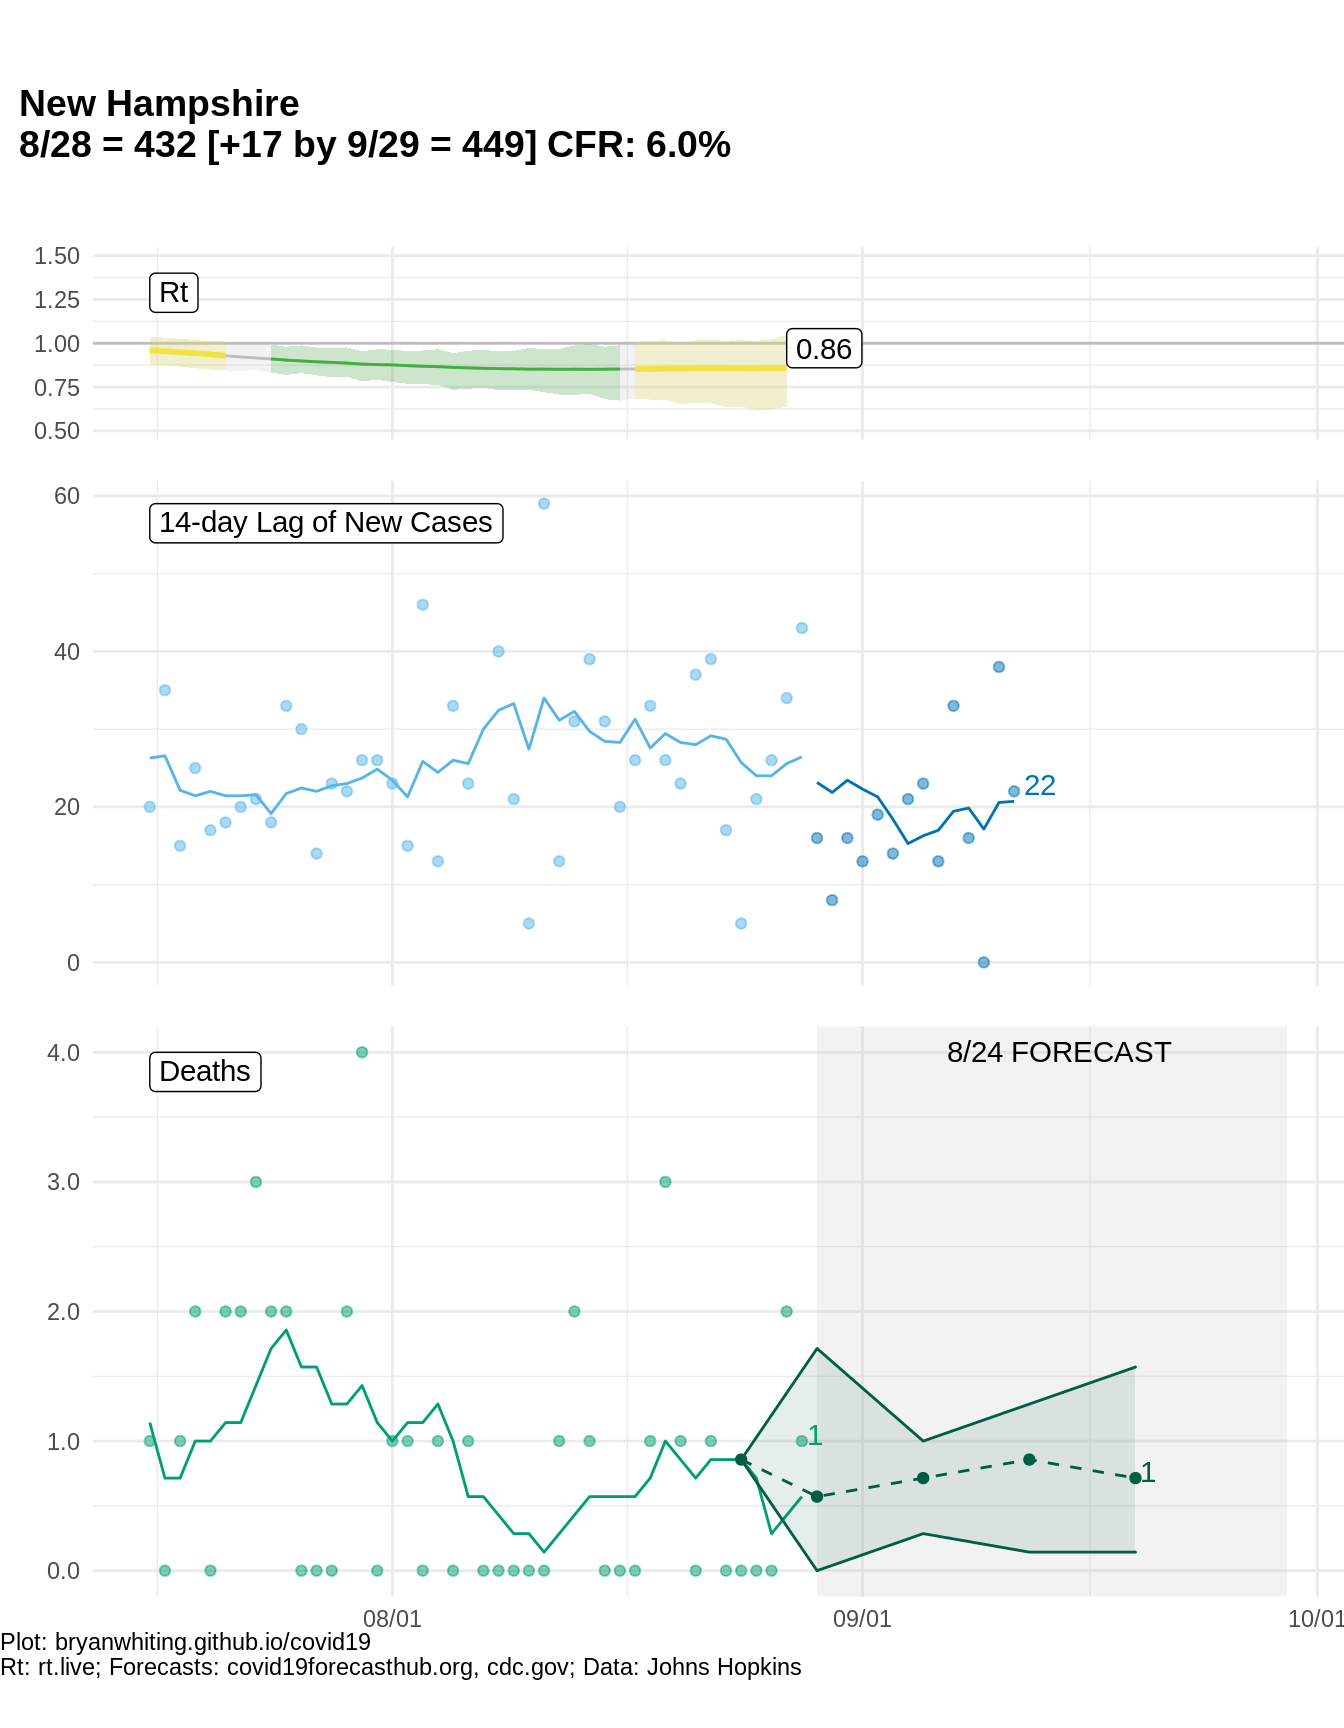 New Hampshire
8/28 = 432 [+17 by 9/29 = 449] CFR: 6.0%
1.50
Rt
1.25
1.00
0.86
0.75
0.50
60
14-day Lag of New Cases
40
22
20
0
8/24 FORECAST
4.0
Deaths
3.0
2.0
1.0
1
1
0.0
08/01 09/01 10/01
Plot: bryanwhiting.github.io/covid19
Rt: rt.live; Forecasts: covid19forecasthub.org, cdc.gov; Data: Johns Hopkins